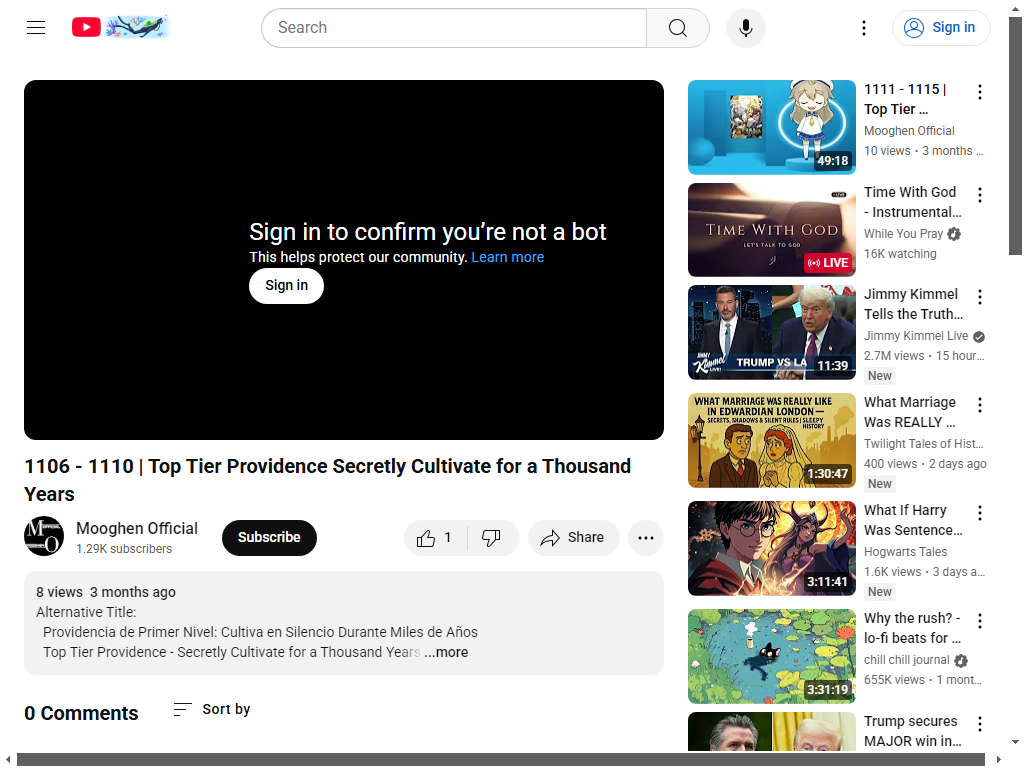 Search
Sign in
Sign in to confirm you're not a bot
This helps protect our community. Learn more
Sign in
1106 - 1110 | Top Tier Providence Secretly Cultivate for a Thousand
Years
Mooghen Official
1.29K subscribers
Subscribe
1
Share
8 views 3 months ago
Alternative Title:
Providencia de Primer Nivel: Cultiva en Silencio Durante Miles de Años
Top Tier Providence - Secretly Cultivate for a Thousand Years ...more
0 Comments
Sort by
49:18
1111 - 1115 |
Top Tier ...
Mooghen Official
10 views • 3 months ...
LIVE
TIME WITH GOD
LET'S TALK TO GOD
LIVE
Time With God
- Instrumental...
While You Pray
16K watching
JIMMY
KIMMEL
LIVE!
TRUMP VS LA
11:39
Jimmy Kimmel
Tells the Truth...
Jimmy Kimmel Live
2.7M views • 15 hour...
New
WHAT MARRIAGE WAS REALLY LIKE
IN EDWARDIAN LONDON—
SECRETS, SHADOWS & SILENT RULES | SLEEPY
HISTORY
1:30:47
What Marriage
Was REALLY ...
Twilight Tales of Hist...
400 views • 2 days ago
New
3:11:41
What If Harry
Was Sentence...
Hogwarts Tales
1.6K views • 3 days a...
New
3:31:19
Why the rush? -
lo-fi beats for ...
chill chill journal
655K views • 1 mont...
Trump secures
MAJOR win in...